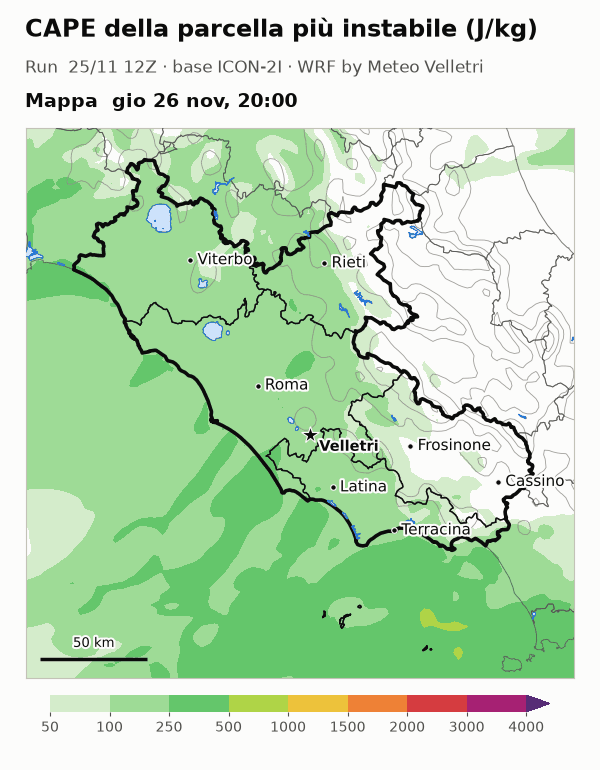 CAPE della parcella più instabile (J/kg)
Run  25/11 12Z · base ICON-2I · WRF by Meteo Velletri
Mappa  gio 26 nov, 20:00
Viterbo
Rieti
Roma
Velletri
Frosinone
Cassino
Latina
Terracina
50 km
50 100 250 500 1000 1500 2000 3000 4000